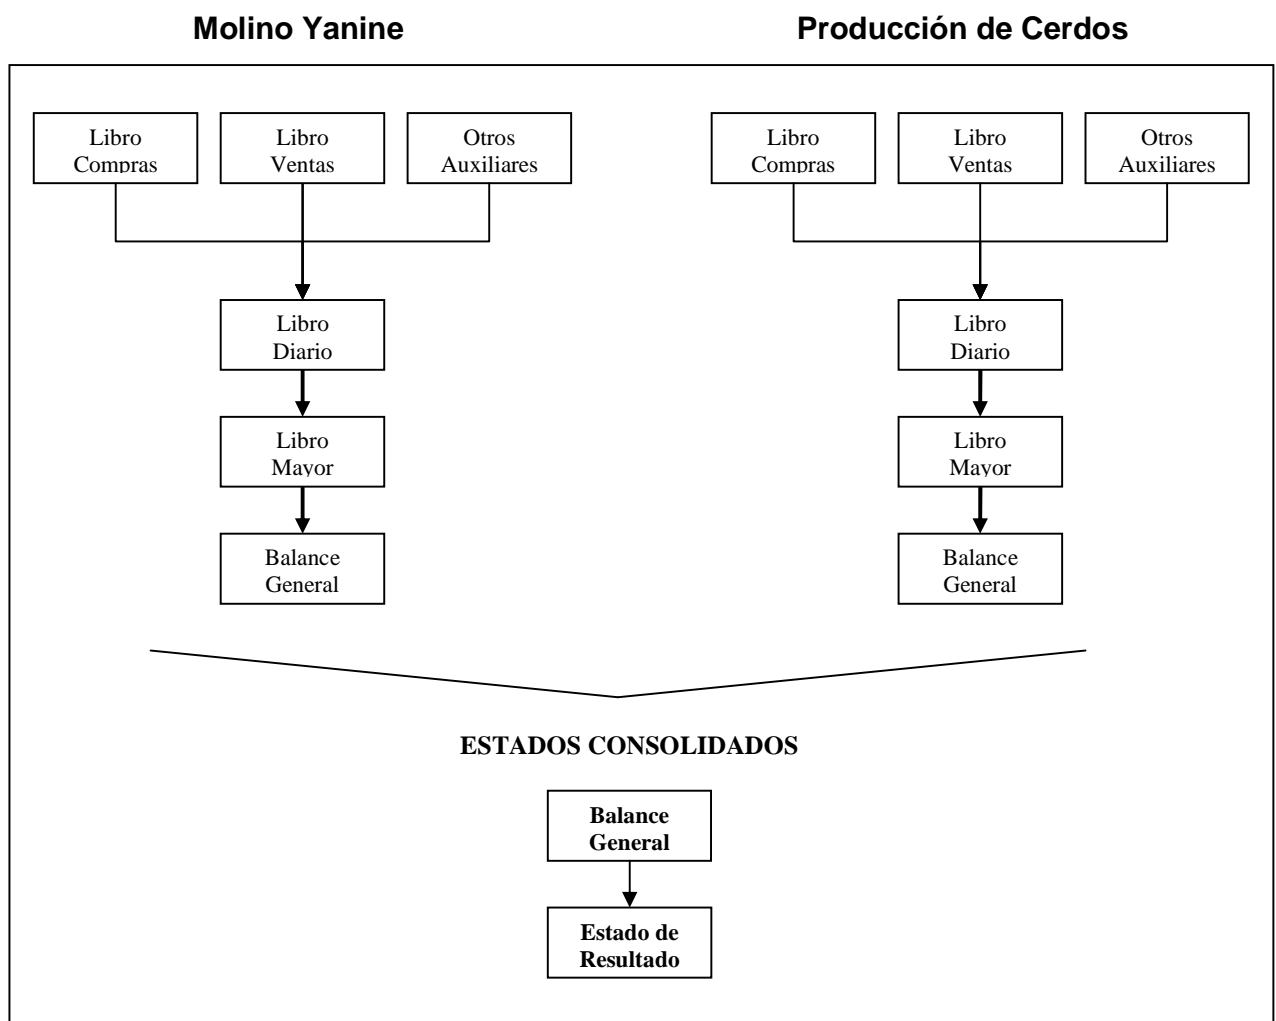 Molino Yanine
Producción de Cerdos
Libro
Compras
Libro
Ventas
Otros
Auxiliares
Libro
Compras
Libro
Ventas
Otros
Auxiliares
Libro
Diario
Libro
Diario
Libro
Mayor
Libro
Mayor
Balance
General
Balance
General
ESTADOS CONSOLIDADOS
Balance
General
Estado de
Resultado